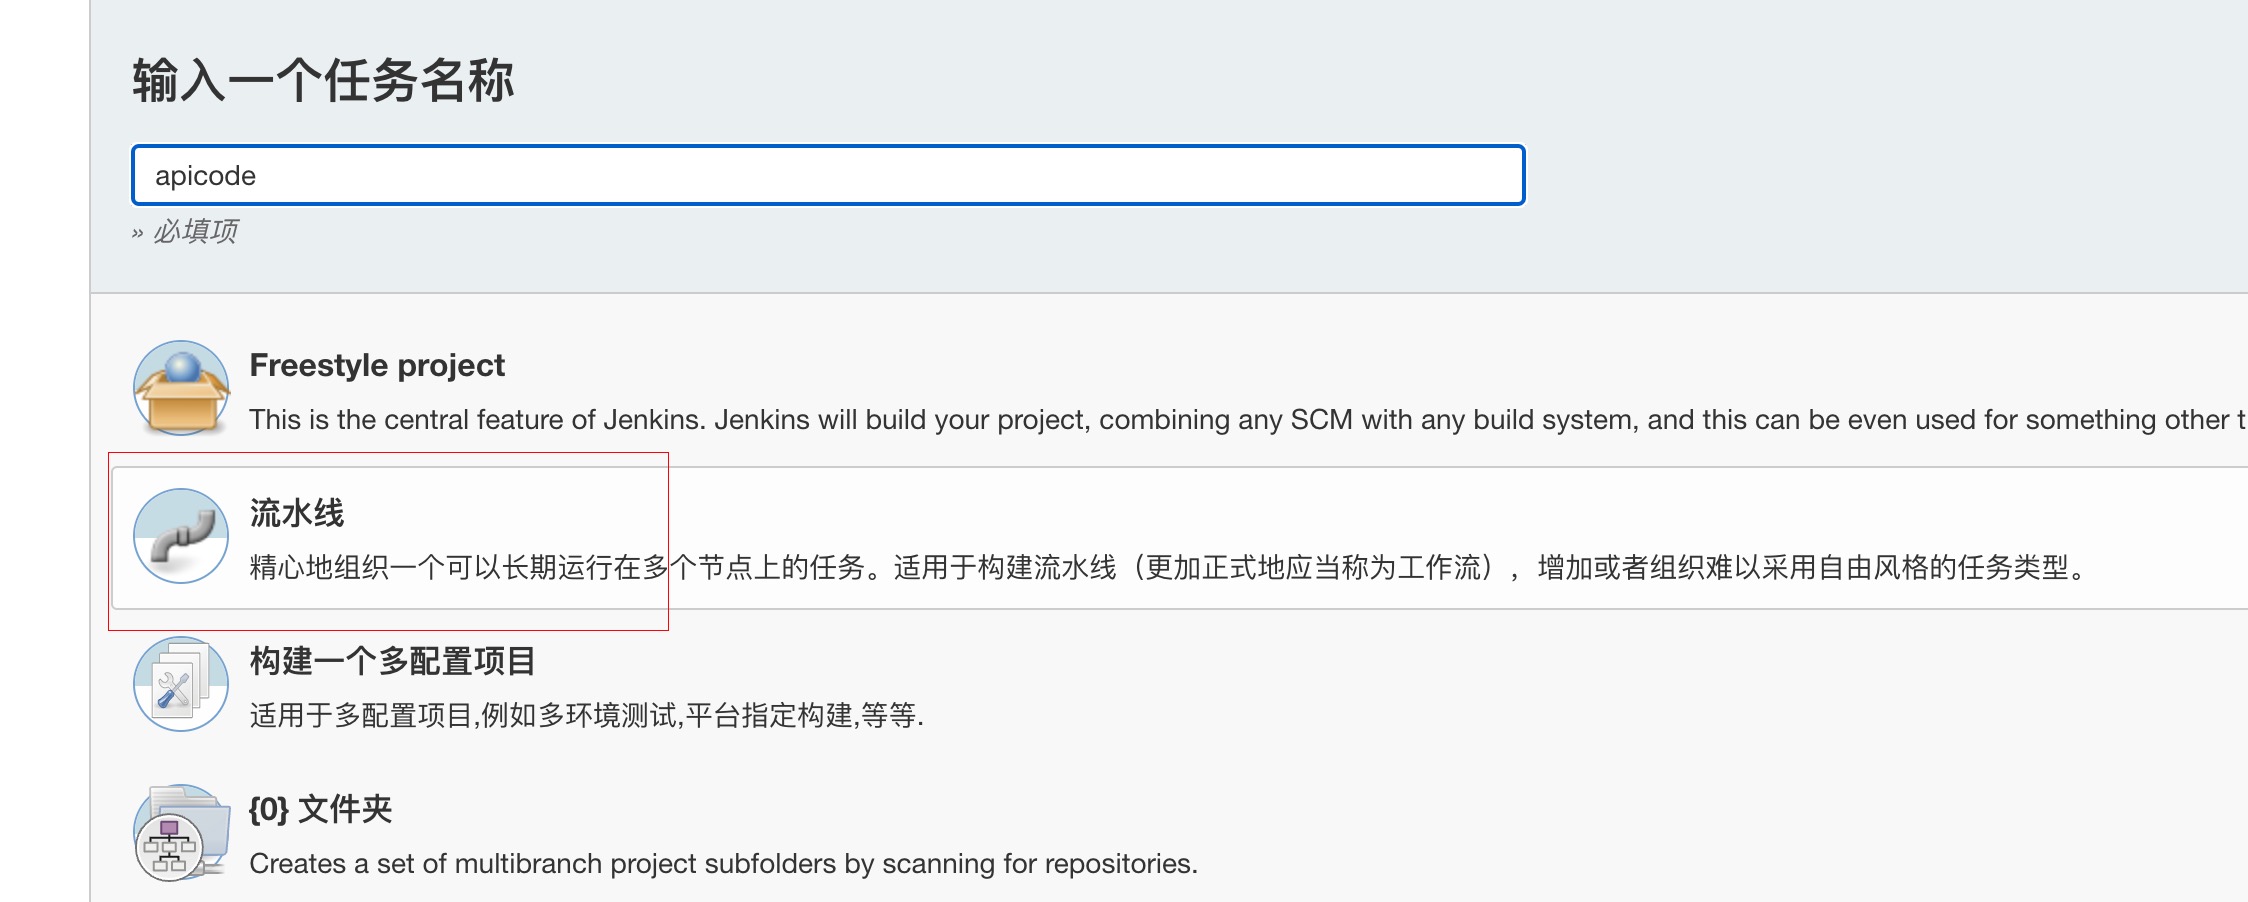 输入一个任务名称
apicode
» 必填项
Freestyle project
This is the central feature of Jenkins. Jenkins will build your project, combining any SCM with any build system, and this can be even used for something other t
流水线
精心地组织一个可以长期运行在多个节点上的任务。适用于构建流水线（更加正式地应当称为工作流），增加或者组织难以采用自由风格的任务类型。
构建一个多配置项目
适用于多配置项目,例如多环境测试,平台指定构建,等等.
{0} 文件夹
Creates a set of multibranch project subfolders by scanning for repositories.